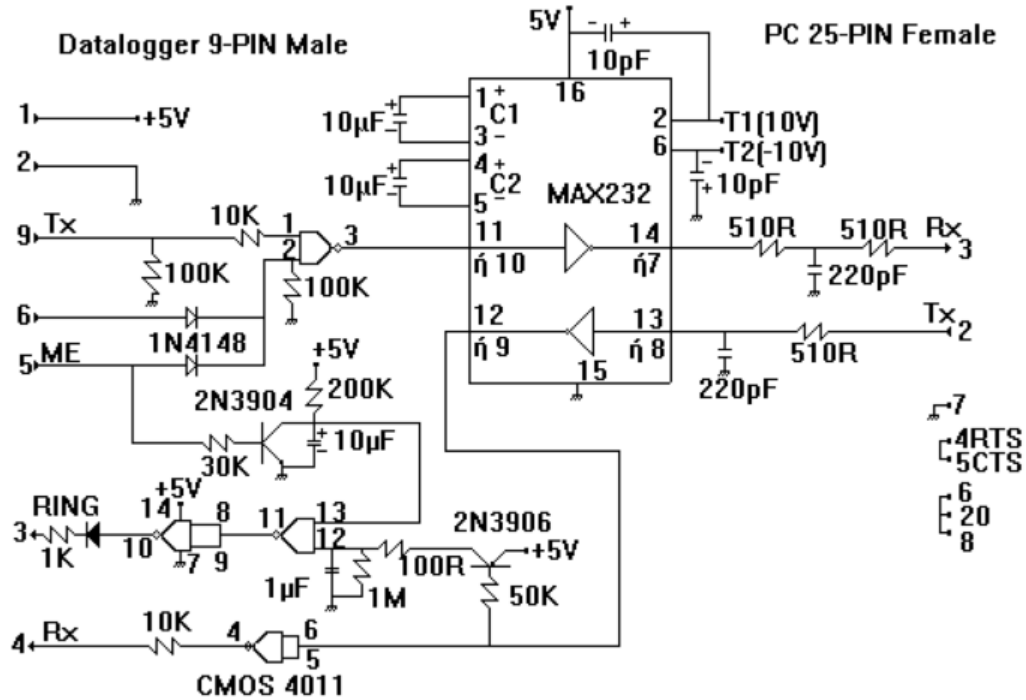 Datalogger 9-PIN Male
PC 25-PIN Female
5V
- +
10pF
16
1
+5V
2
9 Tx
10K
1
2
3
100K
100K
6
1N4148
5 ME
10µF
+
-
1 +
C1
3 -
10µF
+
-
4 +
C2
5 -
MAX232
2
T1(10V)
6
T2(-10V)
-
+
10pF
11
ή 10
14
ή7
510R
510R
Rx
3
220pF
12
ή 9
13
ή 8
15
Tx
2
510R
220pF
+5V
200K
2N3904
+
-
10µF
30K
7
4RTS
5CTS
6
20
8
RING
3
1K
+5V
14
10
7
8
9
11
13
12
1µF
1M
100R
2N3906
+5V
50K
4 Rx
10K
4
6
5
CMOS 4011